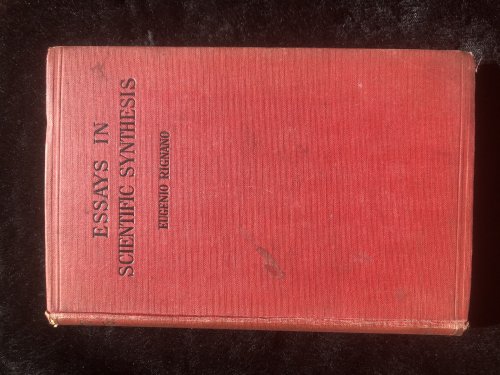 ESSAYS IN
SCIENTIFIC SYNTHESIS
EUGENIO RIGNANO